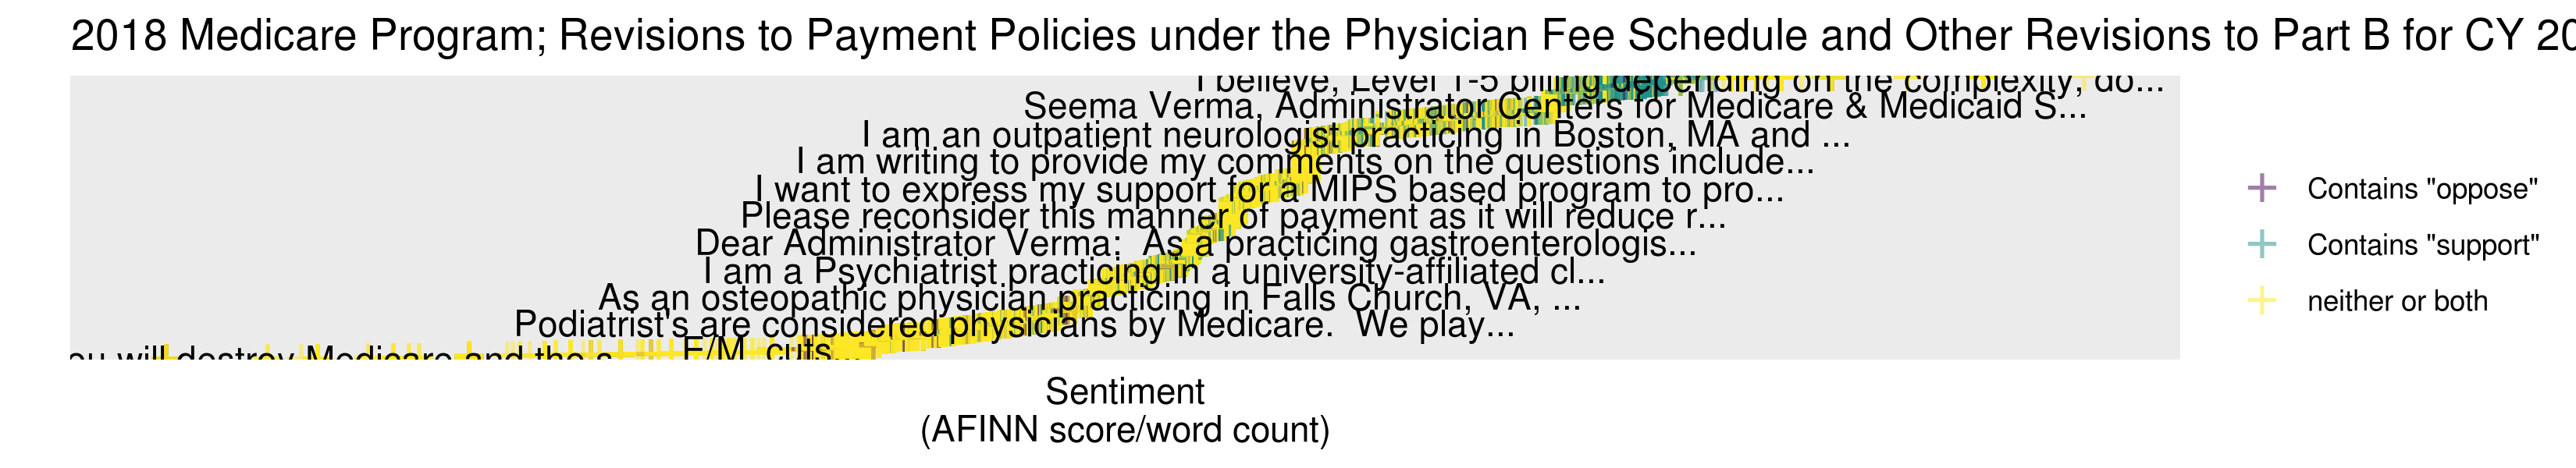 2018 Medicare Program; Revisions to Payment Policies under the Physician Fee Schedule and Other Revisions to Part B for CY 20
I believe, Level 1-5 billing depending on the complexity, do...
Seema Verma, Administrator Centers for Medicare & Medicaid S...
I am an outpatient neurologist practicing in Boston, MA and ...
I am writing to provide my comments on the questions include...
I want to express my support for a MIPS based program to pro...
Please reconsider this manner of payment as it will reduce r...
Dear Administrator Verma:  As a practicing gastroenterologis...
I am a Psychiatrist practicing in a university-affiliated cl...
As an osteopathic physician practicing in Falls Church, VA, ...
Podiatrist's are considered physicians by Medicare.  We play...
E/M  cuts...
ou will destroy Medicare and the s
Contains "oppose"
Contains "support"
neither or both
Sentiment
(AFINN score/word count)